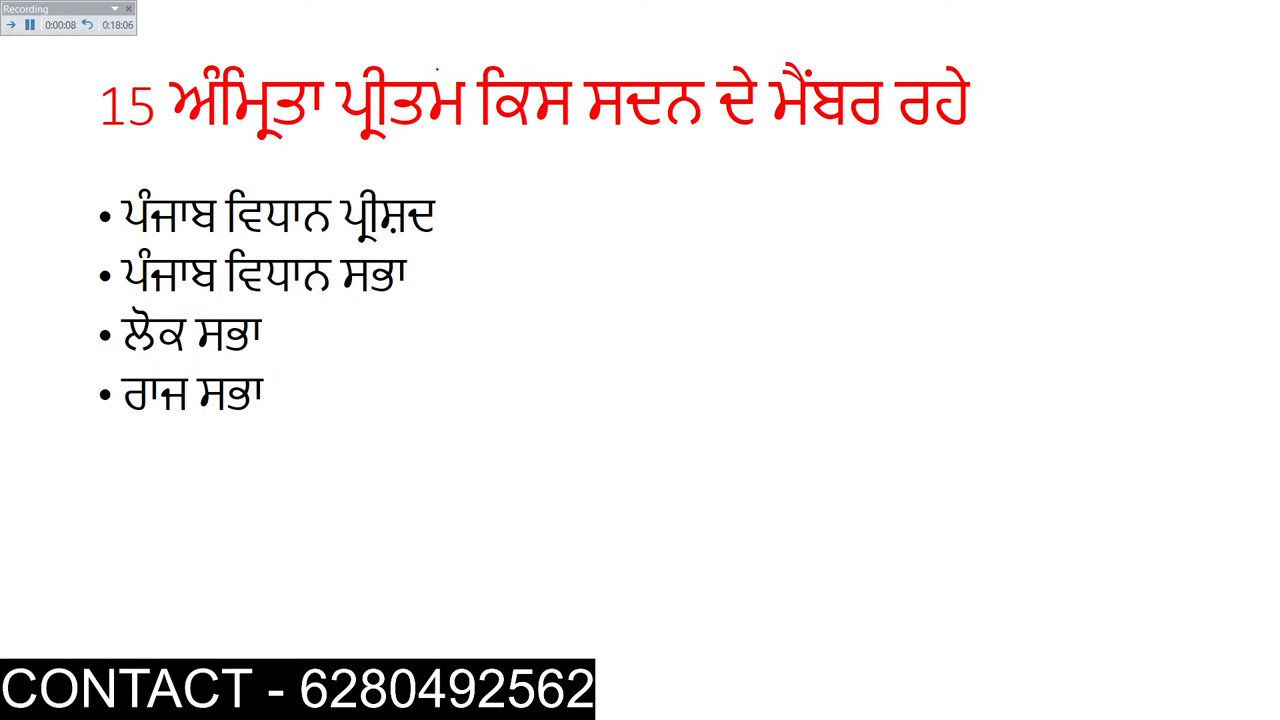 Recording
0:00:08 0:18:06
15 ਅੰਮ੍ਰਿਤਾ ਪ੍ਰੀਤਮ ਕਿਸ ਸਦਨ ਦੇ ਮੈਂਬਰ ਰਹੇ
• ਪੰਜਾਬ ਵਿਧਾਨ ਪ੍ਰੀਸ਼ਦ
• ਪੰਜਾਬ ਵਿਧਾਨ ਸਭਾ
• ਲੋਕ ਸਭਾ
• ਰਾਜ ਸਭਾ
CONTACT - 6280492562